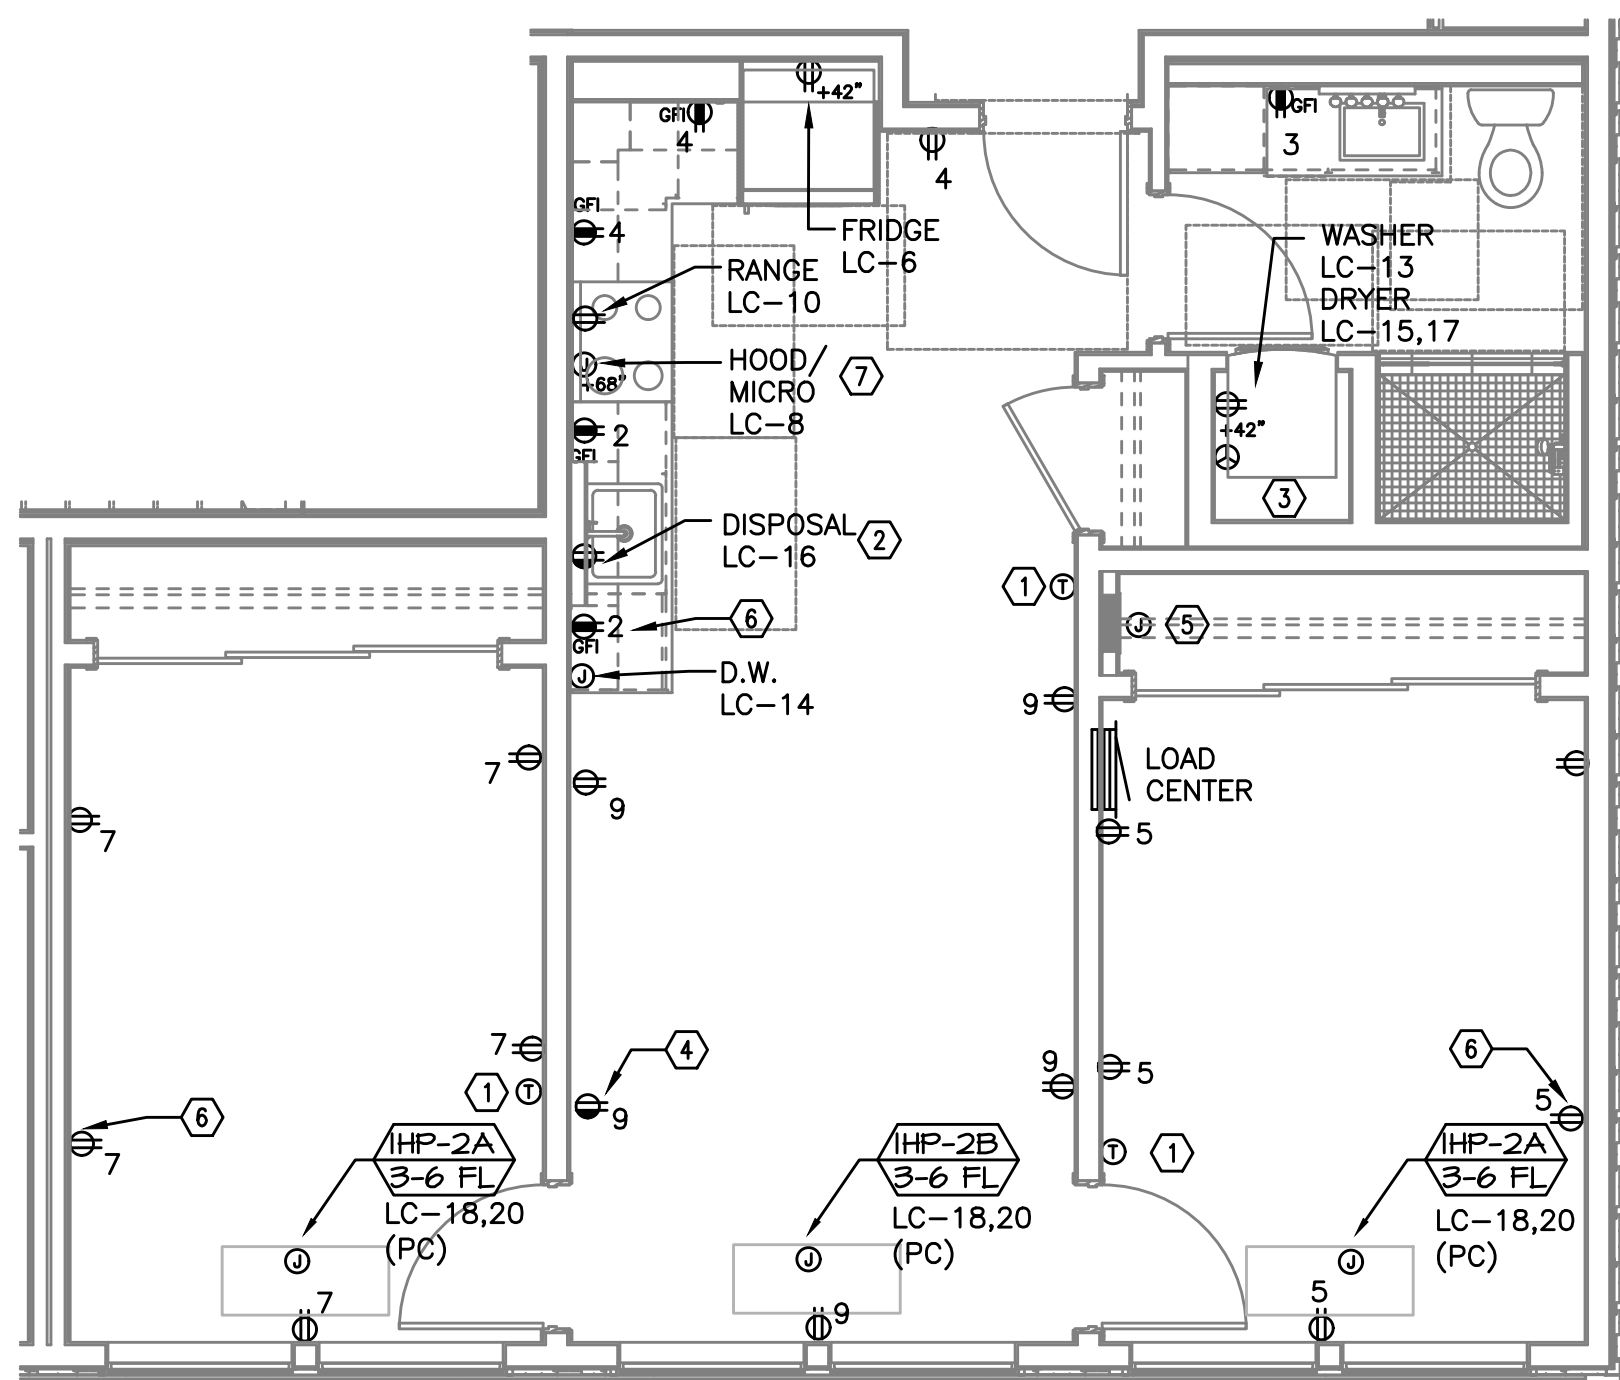 +42"
GFI
4
GFI
3
4
GFI
4
FRIDGE
LC-6
WASHER
LC-13
DRYER
LC-15,17
RANGE
LC-10
HOOD/
MICRO
LC-8
7
J
+68"
2
GFI
+42"
3
DISPOSAL
LC-16
2
1
T
J
5
2
GFI
6
J
D.W.
LC-14
9
7
9
7
LOAD
CENTER
5
7
1
T
4
9
9
5
6
5
6
7
T
1
IHP-2A
3-6 FL
LC-18,20
(PC)
J
7
IHP-2B
3-6 FL
LC-18,20
(PC)
J
9
IHP-2A
3-6 FL
LC-18,20
(PC)
J
5